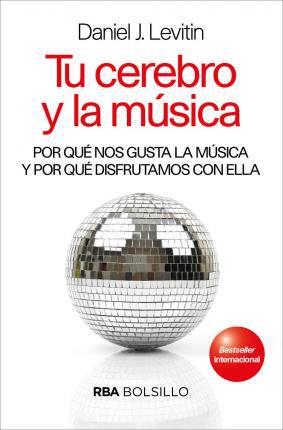 Daniel J. Levitin
Tu cerebro
y la música
POR QUÉ NOS GUSTA LA MÚSICA
Y POR QUÉ DISFRUTAMOS CON ELLA
Bestseller
internacional
RBA BOLSILLO